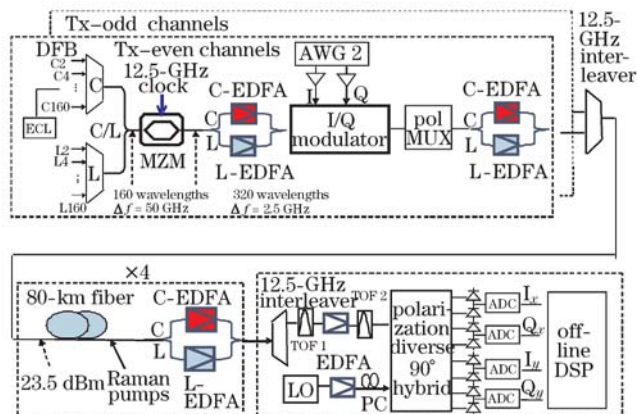 Tx-odd channels
Tx-even channels
DFB
C2
C4
⋮
C160
C
ECL
C/L
L2
L4
⋮
L160
L
12.5-GHz
clock
MZM
160 wavelengths
Δf = 50 GHz
320 wavelengths
Δf = 2.5 GHz
C-EDFA
C
L
L-EDFA
AWG 2
I
Q
I/Q
modulator
pol
MUX
C-EDFA
C
L
L-EDFA
12.5-
GHz
inter-
leaver
×4
80-km fiber
23.5 dBm
Raman
pumps
C-EDFA
C
L
L-
EDFA
12.5-GHz
interleaver
TOF 1
TOF 2
EDFA
LO
PC
polari-
zation
diverse
90°
hybrid
ADC
ADC
ADC
ADC
Ix
Qx
Iy
Qy
off-
line
DSP